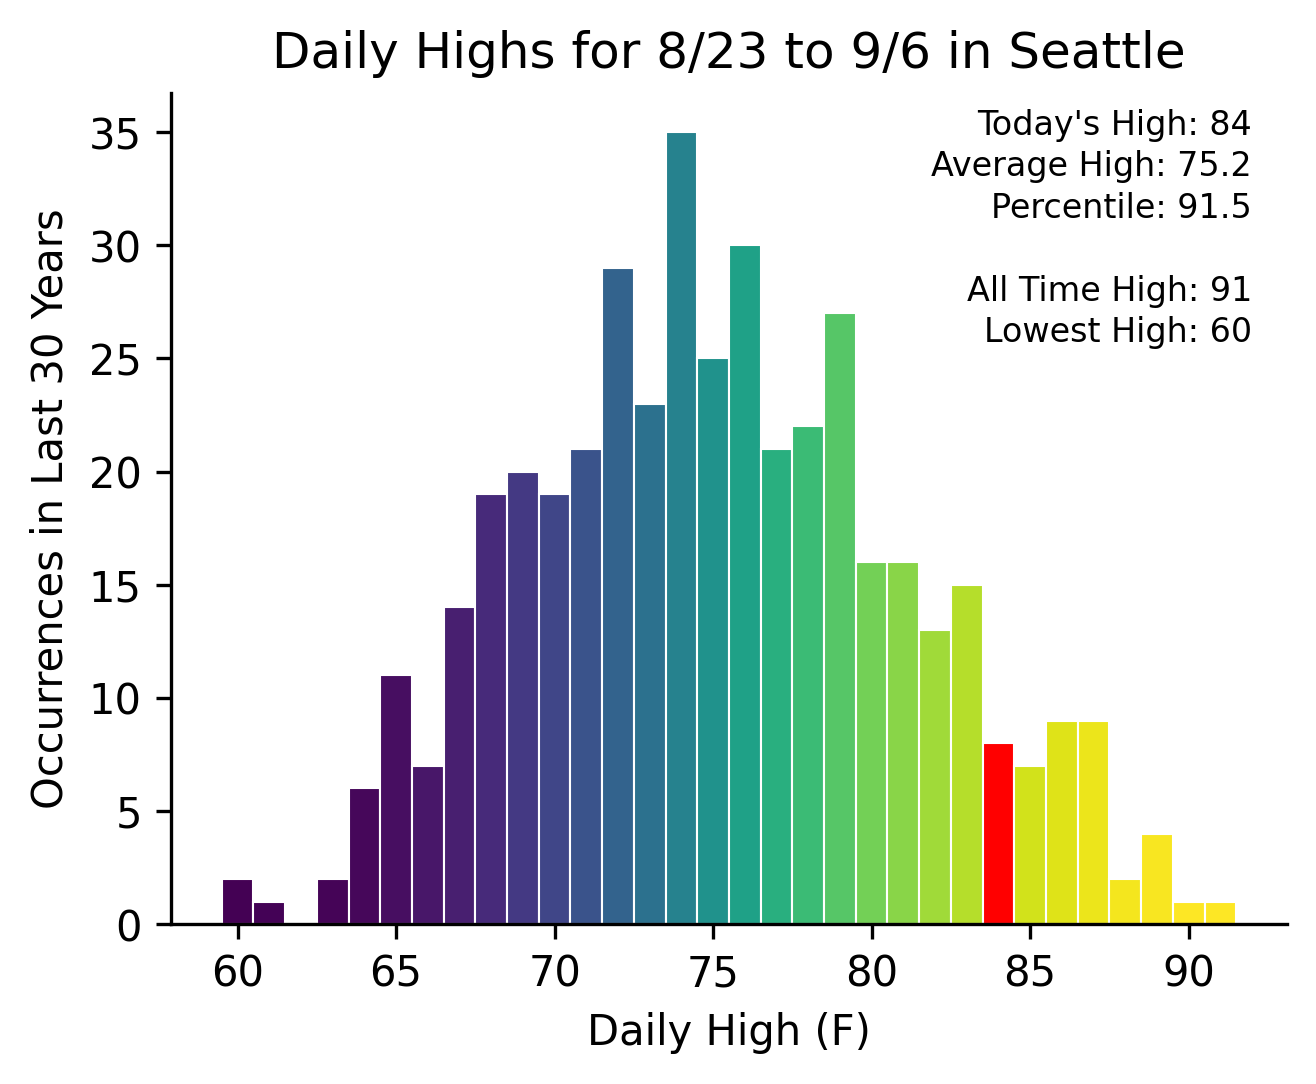 Daily Highs for 8/23 to 9/6 in Seattle
Today's High: 84
Average High: 75.2
Percentile: 91.5
All Time High: 91
Lowest High: 60
Occurrences in Last 30 Years
35
30
25
20
15
10
5
0
60 65 70 75 80 85 90
Daily High (F)